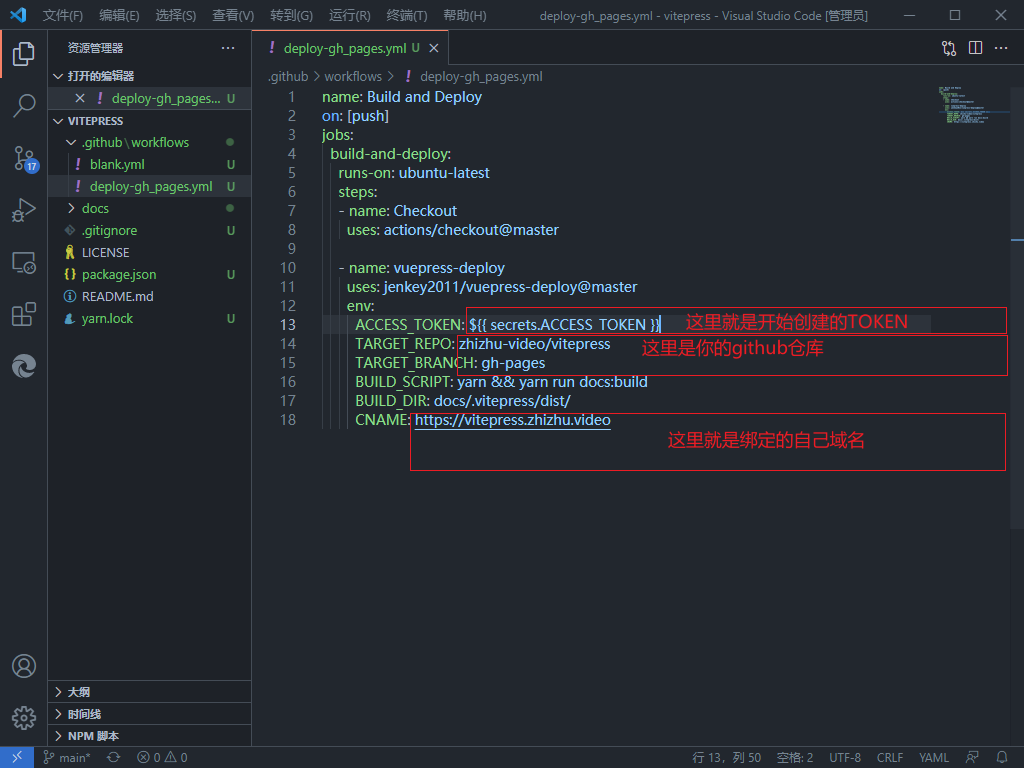 文件(F) 编辑(E) 选择(S) 查看(V) 转到(G) 运行(R) 终端(T) 帮助(H) deploy-gh_pages.yml - vitepress - Visual Studio Code [管理员]
资源管理器 ···
打开的编辑器
deploy-gh_pages... U
VITEPRESS
.github\workflows
blank.yml U
deploy-gh_pages.yml U
docs
.gitignore U
LICENSE
package.json U
README.md
yarn.lock U
17
大纲
时间线
NPM 脚本
deploy-gh_pages.yml U
.github > workflows > deploy-gh_pages.yml
1 name: Build and Deploy
2 on: [push]
3 jobs:
4 build-and-deploy:
5 runs-on: ubuntu-latest
6 steps:
7 - name: Checkout
8 uses: actions/checkout@master
9
10 - name: vuepress-deploy
11 uses: jenkey2011/vuepress-deploy@master
12 env:
13 ACCESS_TOKEN: ${{ secrets.ACCESS_TOKEN }} 这里就是开始创建的TOKEN
14 TARGET_REPO: zhizhu-video/vitepress 这里是你的github仓库
15 TARGET_BRANCH: gh-pages
16 BUILD_SCRIPT: yarn && yarn run docs:build
17 BUILD_DIR: docs/.vitepress/dist/
18 CNAME: https://vitepress.zhizhu.video
这里就是绑定的自己域名
main* 0 0 行 13，列 50 空格: 2 UTF-8 CRLF YAML